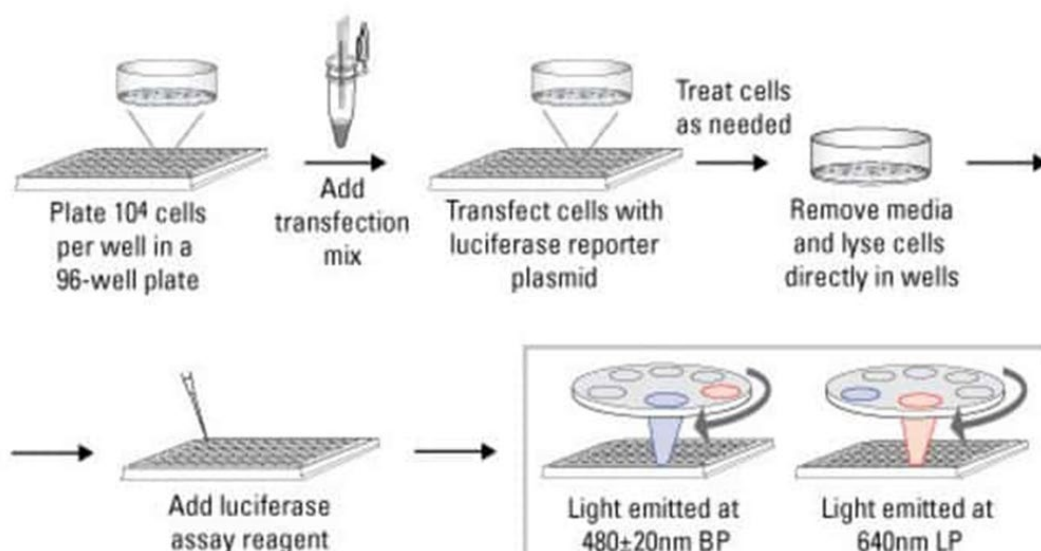 Plate 10⁴ cells
per well in a
96-well plate
Add
transfection
mix
Transfect cells with
luciferase reporter
plasmid
Treat cells
as needed
Remove media
and lyse cells
directly in wells
Add luciferase
assay reagent
Light emitted at
480±20nm BP
Light emitted at
640nm LP